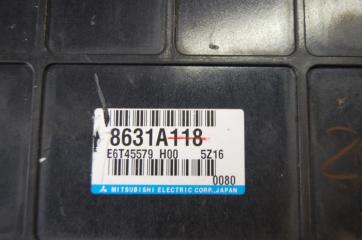 8631A118
E6T45579 H00 5Z16
0080
MITSUBISHI ELECTRIC CORP. JAPAN